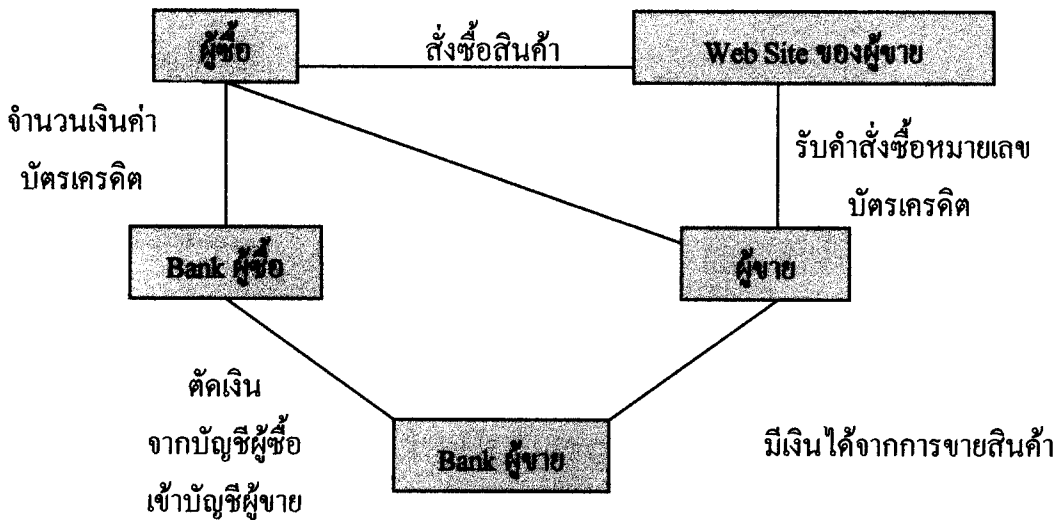 ผู้ซื้อ
สั่งซื้อสินค้า
Web Site ของผู้ขาย
จำนวนเงินค่า
บัตรเครดิต
รับคำสั่งซื้อหมายเลข
บัตรเครดิต
Bank ผู้ซื้อ
ผู้ขาย
ตัดเงิน
จากบัญชีผู้ซื้อ
เข้าบัญชีผู้ขาย
Bank ผู้ขาย
มีเงินได้จากการขายสินค้า